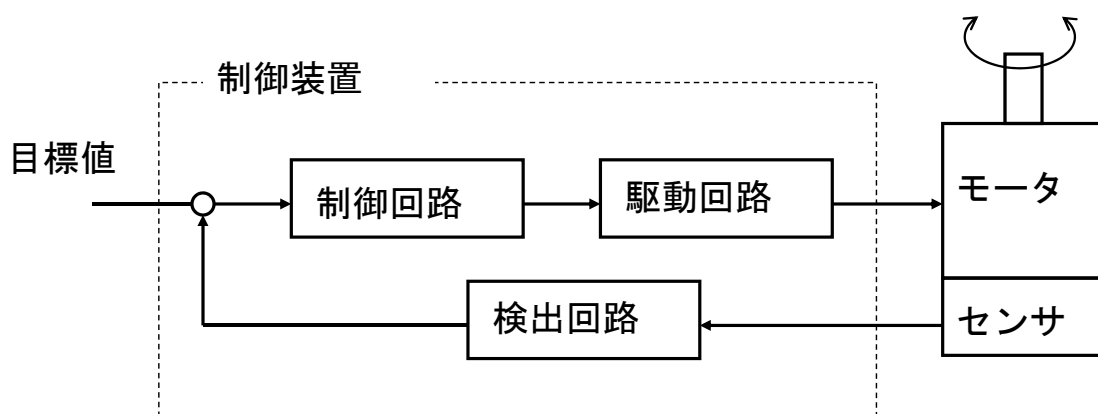 制御装置
目標値
制御回路
駆動回路
モータ
検出回路
センサ